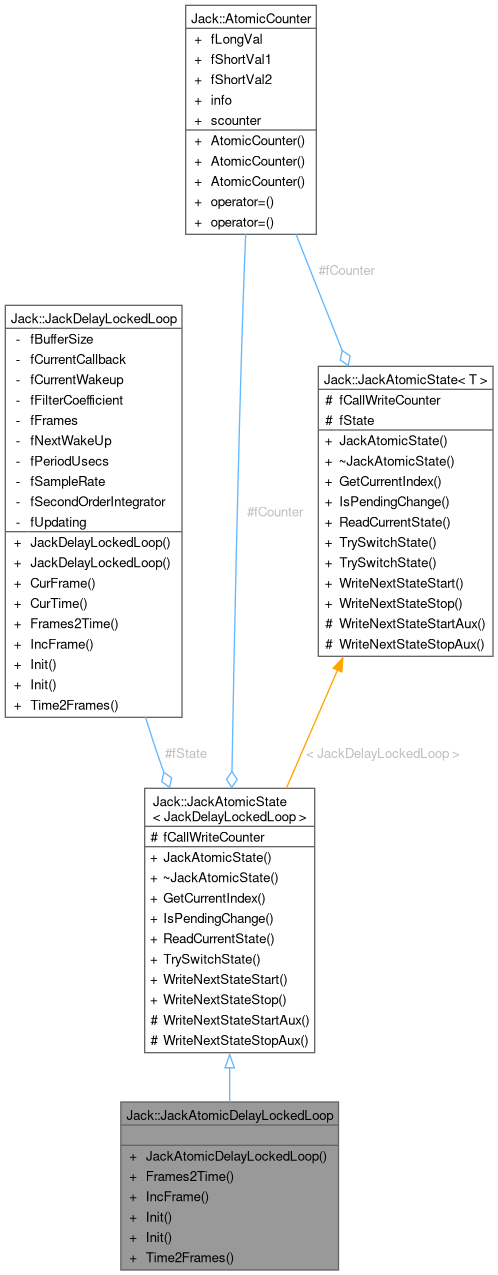 Jack::AtomicCounter
+ fLongVal
+ fShortVal1
+ fShortVal2
+ info
+ scounter
+ AtomicCounter()
+ AtomicCounter()
+ AtomicCounter()
+ operator=()
+ operator=()
#fCounter
Jack::JackDelayLockedLoop
- fBufferSize
- fCurrentCallback
- fCurrentWakeup
- fFilterCoefficient
- fFrames
- fNextWakeUp
- fPeriodUsecs
- fSampleRate
- fSecondOrderIntegrator
- fUpdating
+ JackDelayLockedLoop()
+ JackDelayLockedLoop()
+ CurFrame()
+ CurTime()
+ Frames2Time()
+ IncFrame()
+ Init()
+ Init()
+ Time2Frames()
#fCounter
Jack::JackAtomicState< T >
# fCallWriteCounter
# fState
+ JackAtomicState()
+ ~JackAtomicState()
+ GetCurrentIndex()
+ IsPendingChange()
+ ReadCurrentState()
+ TrySwitchState()
+ TrySwitchState()
+ WriteNextStateStart()
+ WriteNextStateStop()
# WriteNextStateStartAux()
# WriteNextStateStopAux()
#fState
< JackDelayLockedLoop >
Jack::JackAtomicState
< JackDelayLockedLoop >
# fCallWriteCounter
+ JackAtomicState()
+ ~JackAtomicState()
+ GetCurrentIndex()
+ IsPendingChange()
+ ReadCurrentState()
+ TrySwitchState()
+ WriteNextStateStart()
+ WriteNextStateStop()
# WriteNextStateStartAux()
# WriteNextStateStopAux()
Jack::JackAtomicDelayLockedLoop
+ JackAtomicDelayLockedLoop()
+ Frames2Time()
+ IncFrame()
+ Init()
+ Init()
+ Time2Frames()